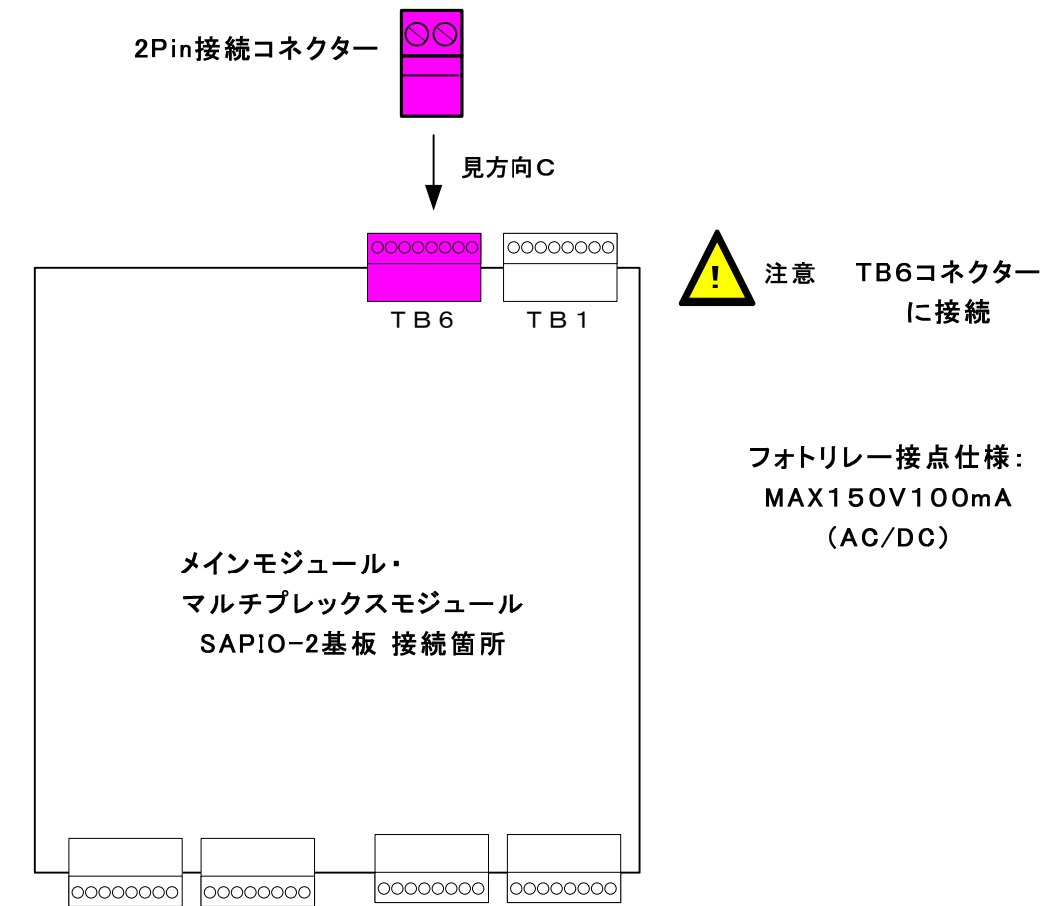 2Pin接続コネクター
見方向C
TB6
TB1
!
注意 TB6コネクター
に接続
フォトリレー接点仕様:
MAX150V100mA
(AC/DC)
メインモジュール・
マルチプレックスモジュール
SAPIO-2基板 接続箇所